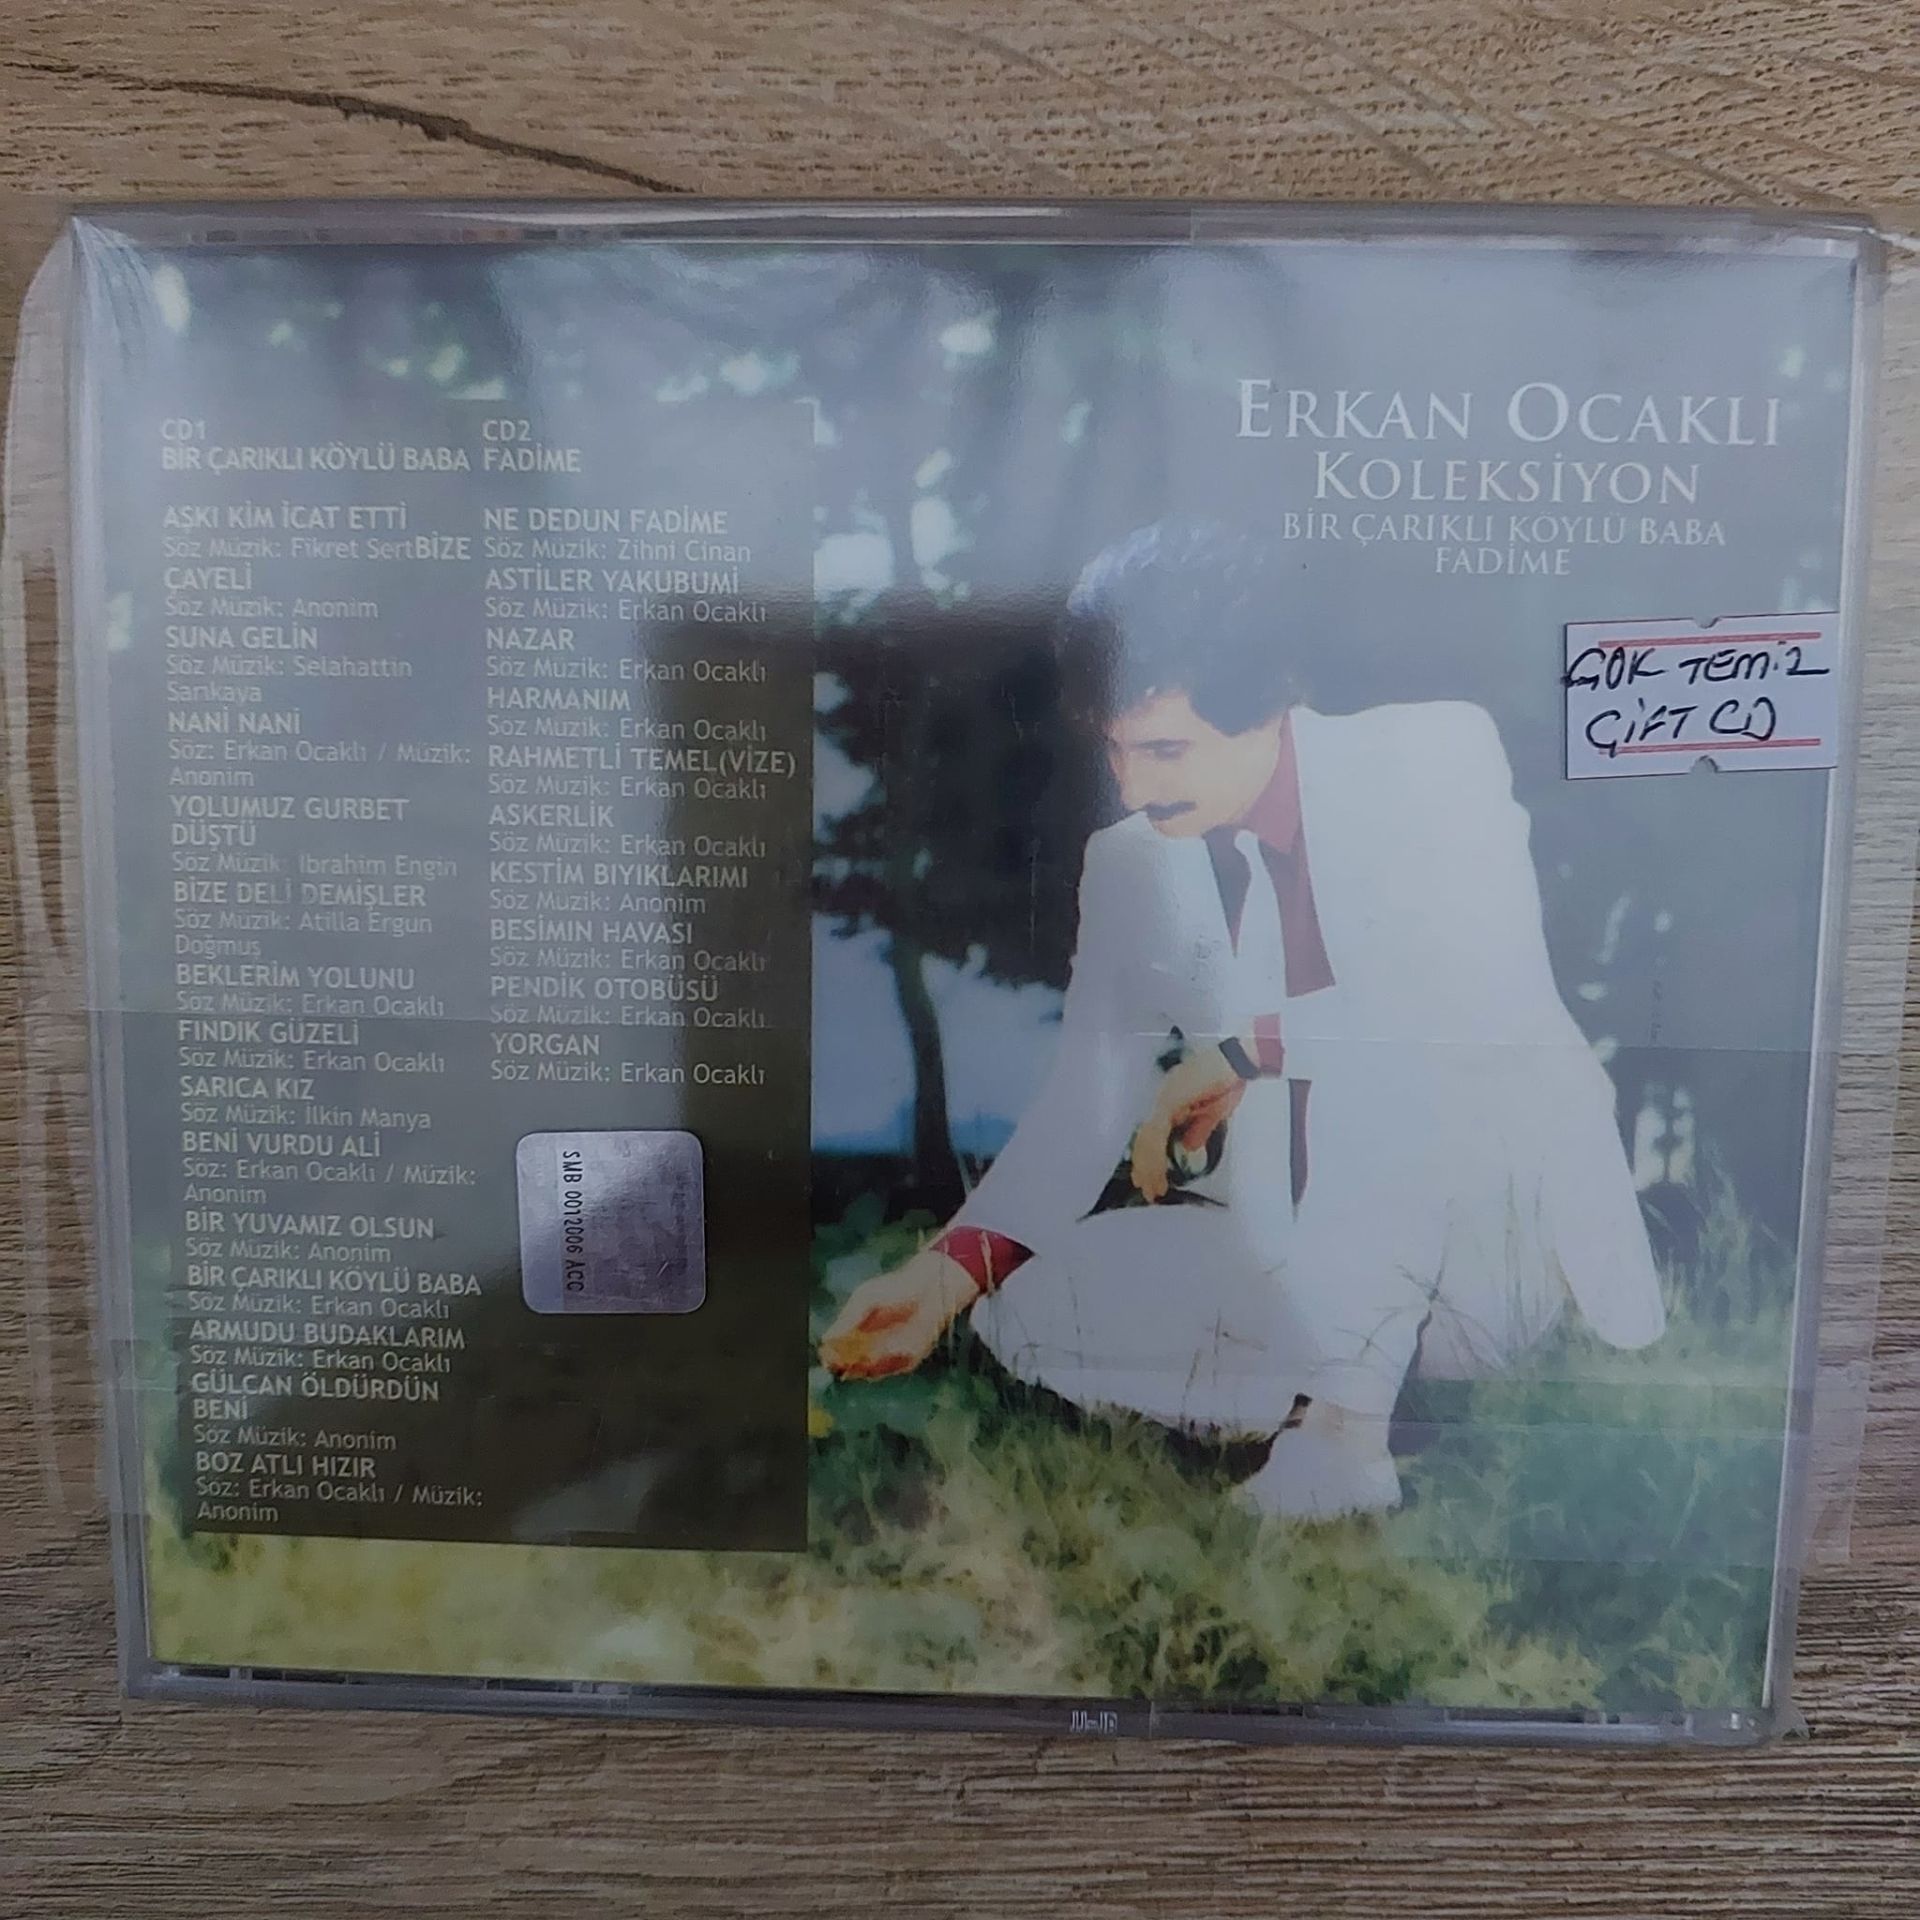 CD1
BİR ÇARIKLI KÖYLÜ BABA
AŞKI KİM İCAT ETTİ
Söz Müzik: Fikret SertBİZE
ÇAYELİ
Söz Müzik: Anonim
SUNA GELİN
Söz Müzik: Selahattin
Sarıkaya
NANİ NANİ
Söz: Erkan Ocaklı / Müzik:
Anonim
YOLUMUZ GURBET
DÜŞTÜ
Söz Müzik: İbrahim Engin
BİZE DELİ DEMİŞLER
Söz Müzik: Atilla Ergun
Doğmuş
BEKLERİM YOLUNU
Söz Müzik: Erkan Ocaklı
FINDIK GÜZELİ
Söz Müzik: Erkan Ocaklı
SARICA KIZ
Söz Müzik: İlkin Manya
BENİ VURDU ALİ
Söz: Erkan Ocaklı / Müzik:
Anonim
BİR YUVAMIZ OLSUN
Söz Müzik: Anonim
BİR ÇARIKLI KÖYLÜ BABA
Söz Müzik: Erkan Ocaklı
ARMUDU BUDAKLARIM
Söz Müzik: Erkan Ocaklı
GÜLCAN ÖLDÜRDÜN
BENİ
Söz Müzik: Anonim
BOZ ATLI HIZIR
Söz: Erkan Ocaklı / Müzik:
Anonim
CD2
FADİME
NE DEDUN FADİME
Söz Müzik: Zihni Cinan
ASTİLER YAKUBUMİ
Söz Müzik: Erkan Ocaklı
NAZAR
Söz Müzik: Erkan Ocaklı
HARMANIM
Söz Müzik: Erkan Ocaklı
RAHMETLİ TEMEL(VİZE)
Söz Müzik: Erkan Ocaklı
ASKERLİK
Söz Müzik: Erkan Ocaklı
KESTİM BIYIKLARIMI
Söz Müzik: Anonim
BESİMIN HAVASI
Söz Müzik: Erkan Ocaklı
PENDİK OTOBÜSÜ
Söz Müzik: Erkan Ocaklı
YORGAN
Söz Müzik: Erkan Ocaklı
SMB 0012006 ACC
ERKAN OCAKLI
KOLEKSİYON
BİR ÇARIKLI KÖYLÜ BABA
FADİME
ÇOK TEMİZ
ÇİFT CD